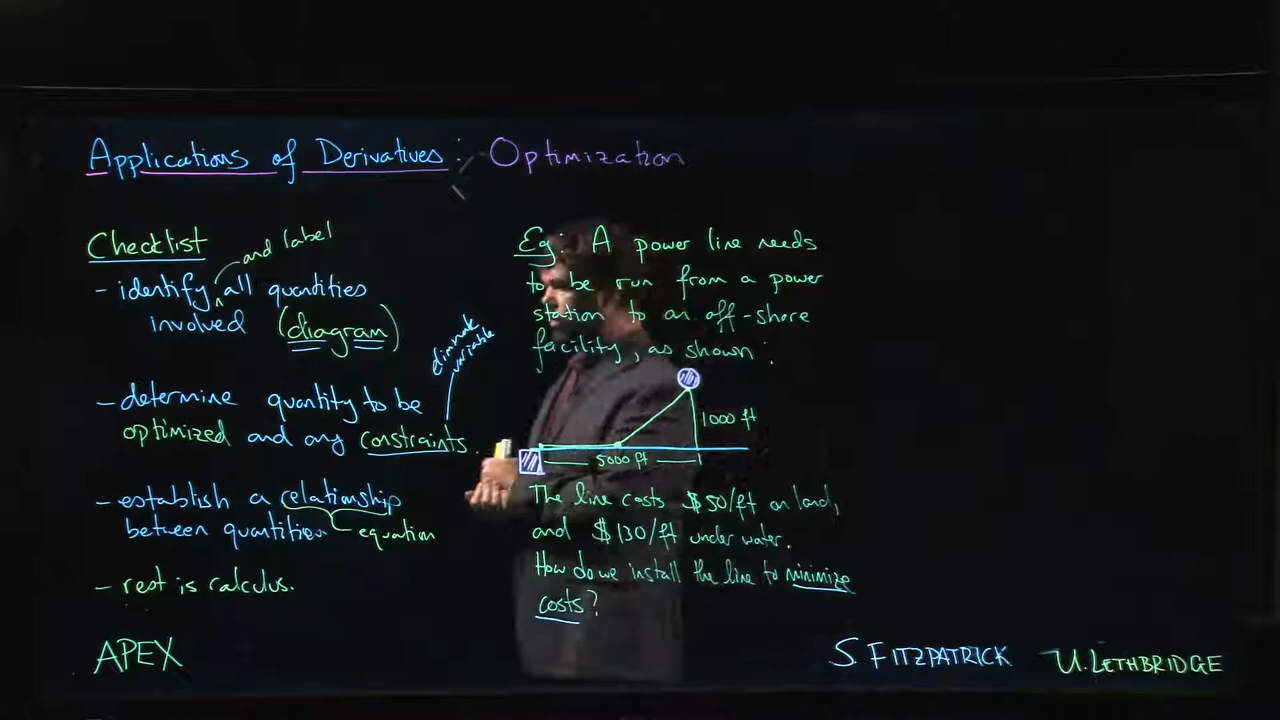 Applications of Derivatives: Optimization
Checklist
and label
- identify all quantities
involved (diagram)
eliminate
variable
- determine quantity to be
optimized and any constraints.
- establish a relationship
between quantities
equation
- rest is calculus.
APEX
Eg: A power line needs
to be run from a power
station to an off-shore
facility, as shown:
1000 ft
5000 ft
The line costs $50/ft on land,
and $130/ft under water.
How do we install the line to minimize
costs?
S. FITZPATRICK U. LETHBRIDGE